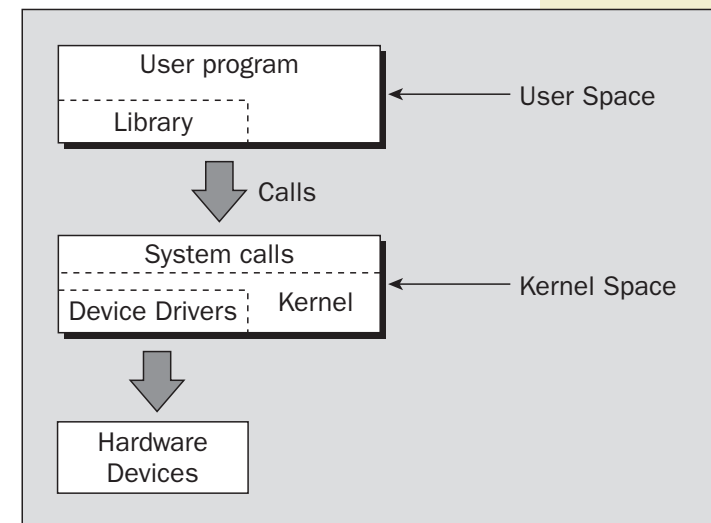 User program
Library
User Space
Calls
System calls
Device Drivers
Kernel
Kernel Space
Hardware
Devices